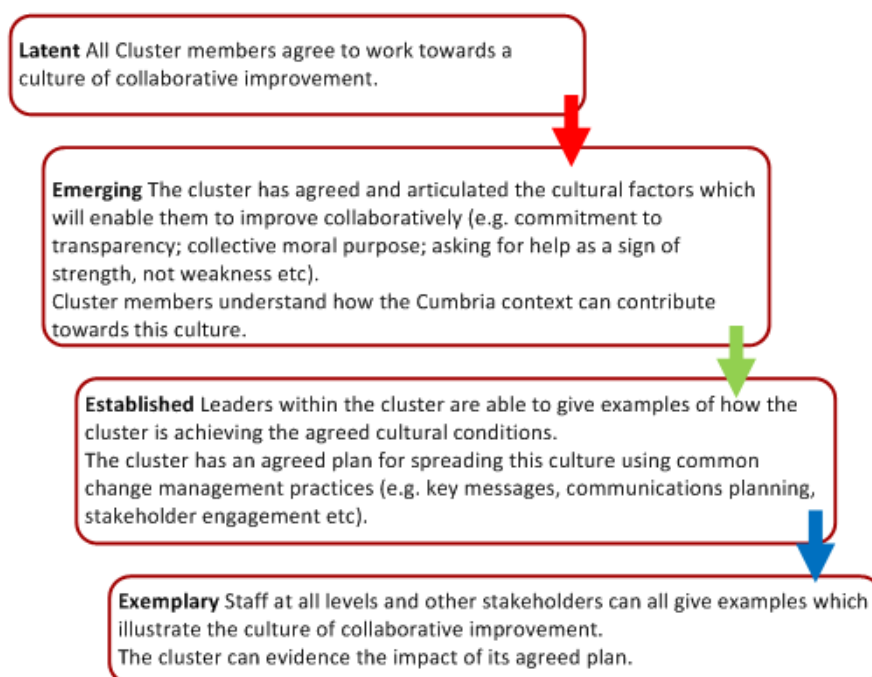 Latent All Cluster members agree to work towards a
culture of collaborative improvement.
Emerging The cluster has agreed and articulated the cultural factors which
will enable them to improve collaboratively (e.g. commitment to
transparency; collective moral purpose; asking for help as a sign of
strength, not weakness etc).
Cluster members understand how the Cumbria context can contribute
towards this culture.
Established Leaders within the cluster are able to give examples of how the
cluster is achieving the agreed cultural conditions.
The cluster has an agreed plan for spreading this culture using common
change management practices (e.g. key messages, communications planning,
stakeholder engagement etc).
Exemplary Staff at all levels and other stakeholders can all give examples which
illustrate the culture of collaborative improvement.
The cluster can evidence the impact of its agreed plan.